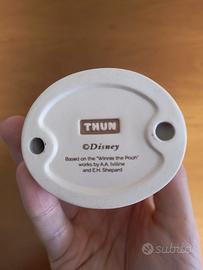 THUN
©Disney
Based on the "Winnie the Pooh"
works by A.A. Milne
and E.H. Shepard
subito